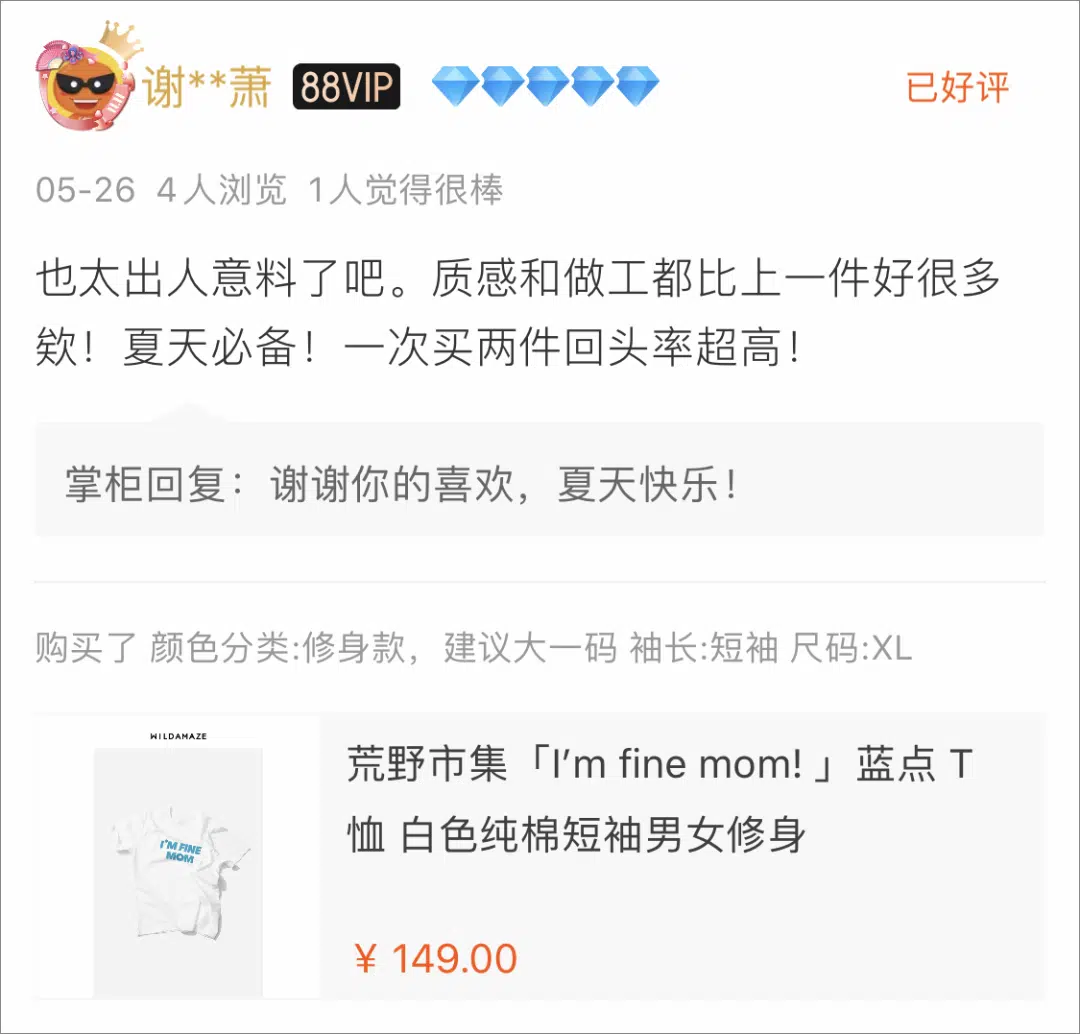 谢**萧 88VIP 已好评
05-26 4人浏览 1人觉得很棒
也太出人意料了吧。质感和做工都比上一件好很多
欸！夏天必备！一次买两件回头率超高！
掌柜回复：谢谢你的喜欢，夏天快乐！
购买了 颜色分类:修身款，建议大一码 袖长:短袖 尺码:XL
WILDAMAZE
I'M FINE
MOM
荒野市集「I'm fine mom! 」蓝点 T
恤 白色纯棉短袖男女修身
¥ 149.00